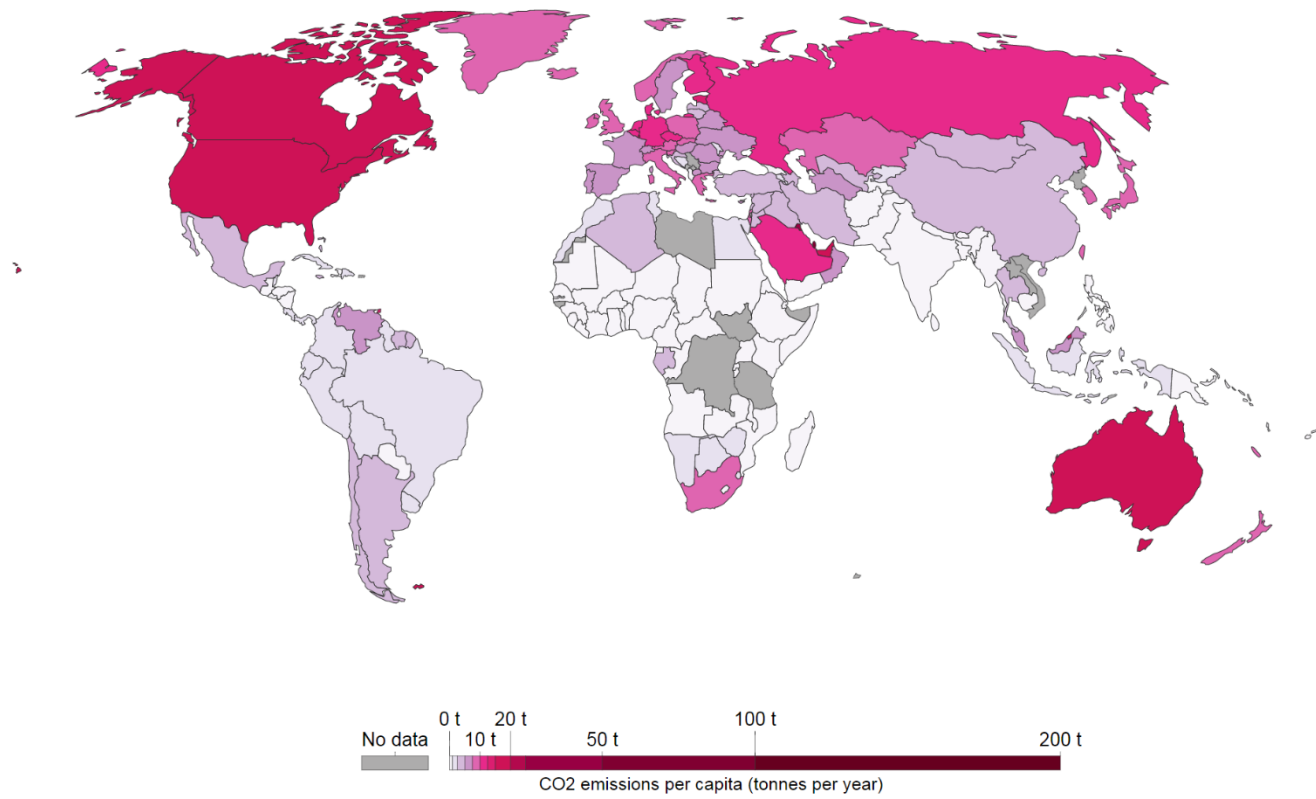 0 t 20 t 100 t
No data 10 t 50 t 200 t
CO2 emissions per capita (tonnes per year)